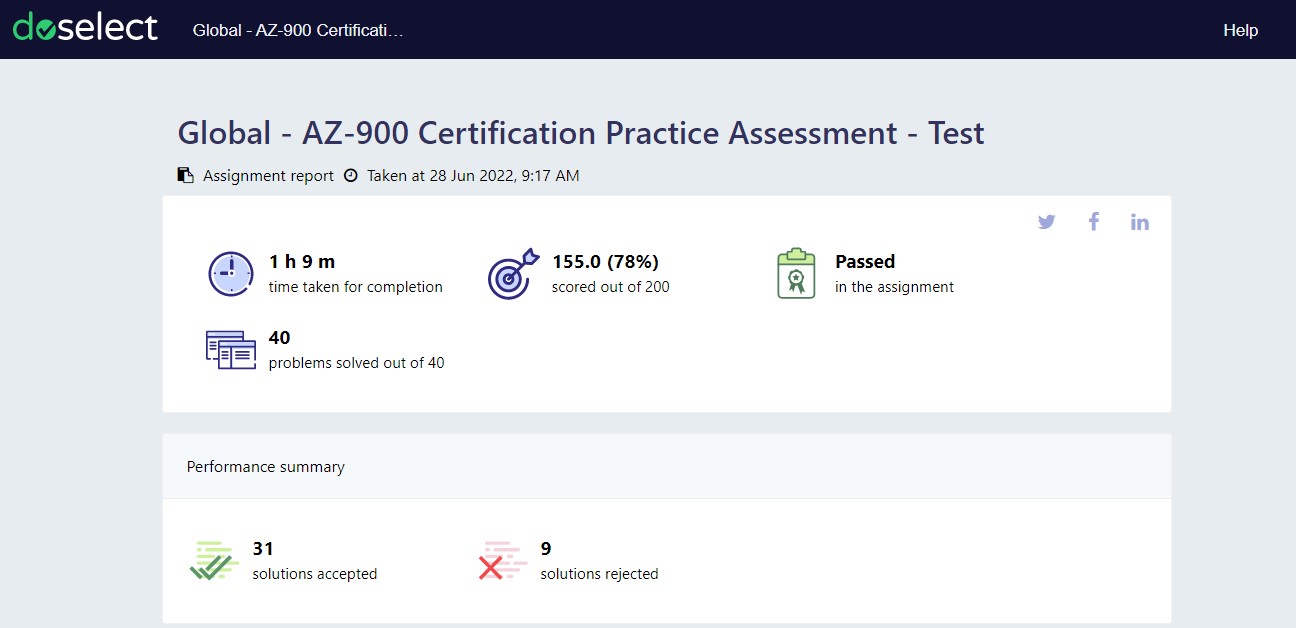 doselect Global - AZ-900 Certificati… Help
Global - AZ-900 Certification Practice Assessment - Test
Assignment report Taken at 28 Jun 2022, 9:17 AM
1 h 9 m
time taken for completion
155.0 (78%)
scored out of 200
Passed
in the assignment
40
problems solved out of 40
Performance summary
31
solutions accepted
9
solutions rejected